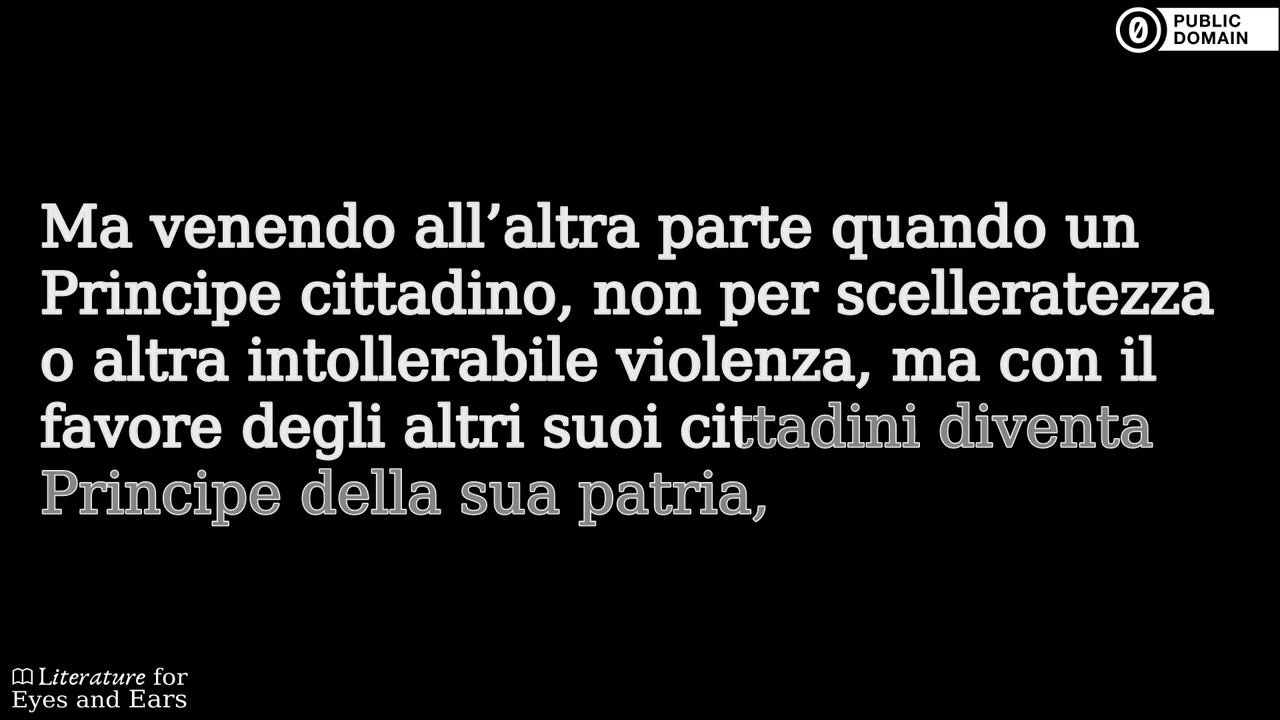 PUBLIC
DOMAIN
Ma venendo all’altra parte quando un
Principe cittadino, non per scelleratezza
o altra intollerabile violenza, ma con il
favore degli altri suoi cittadini diventa
Principe della sua patria,
Literature for
Eyes and Ears